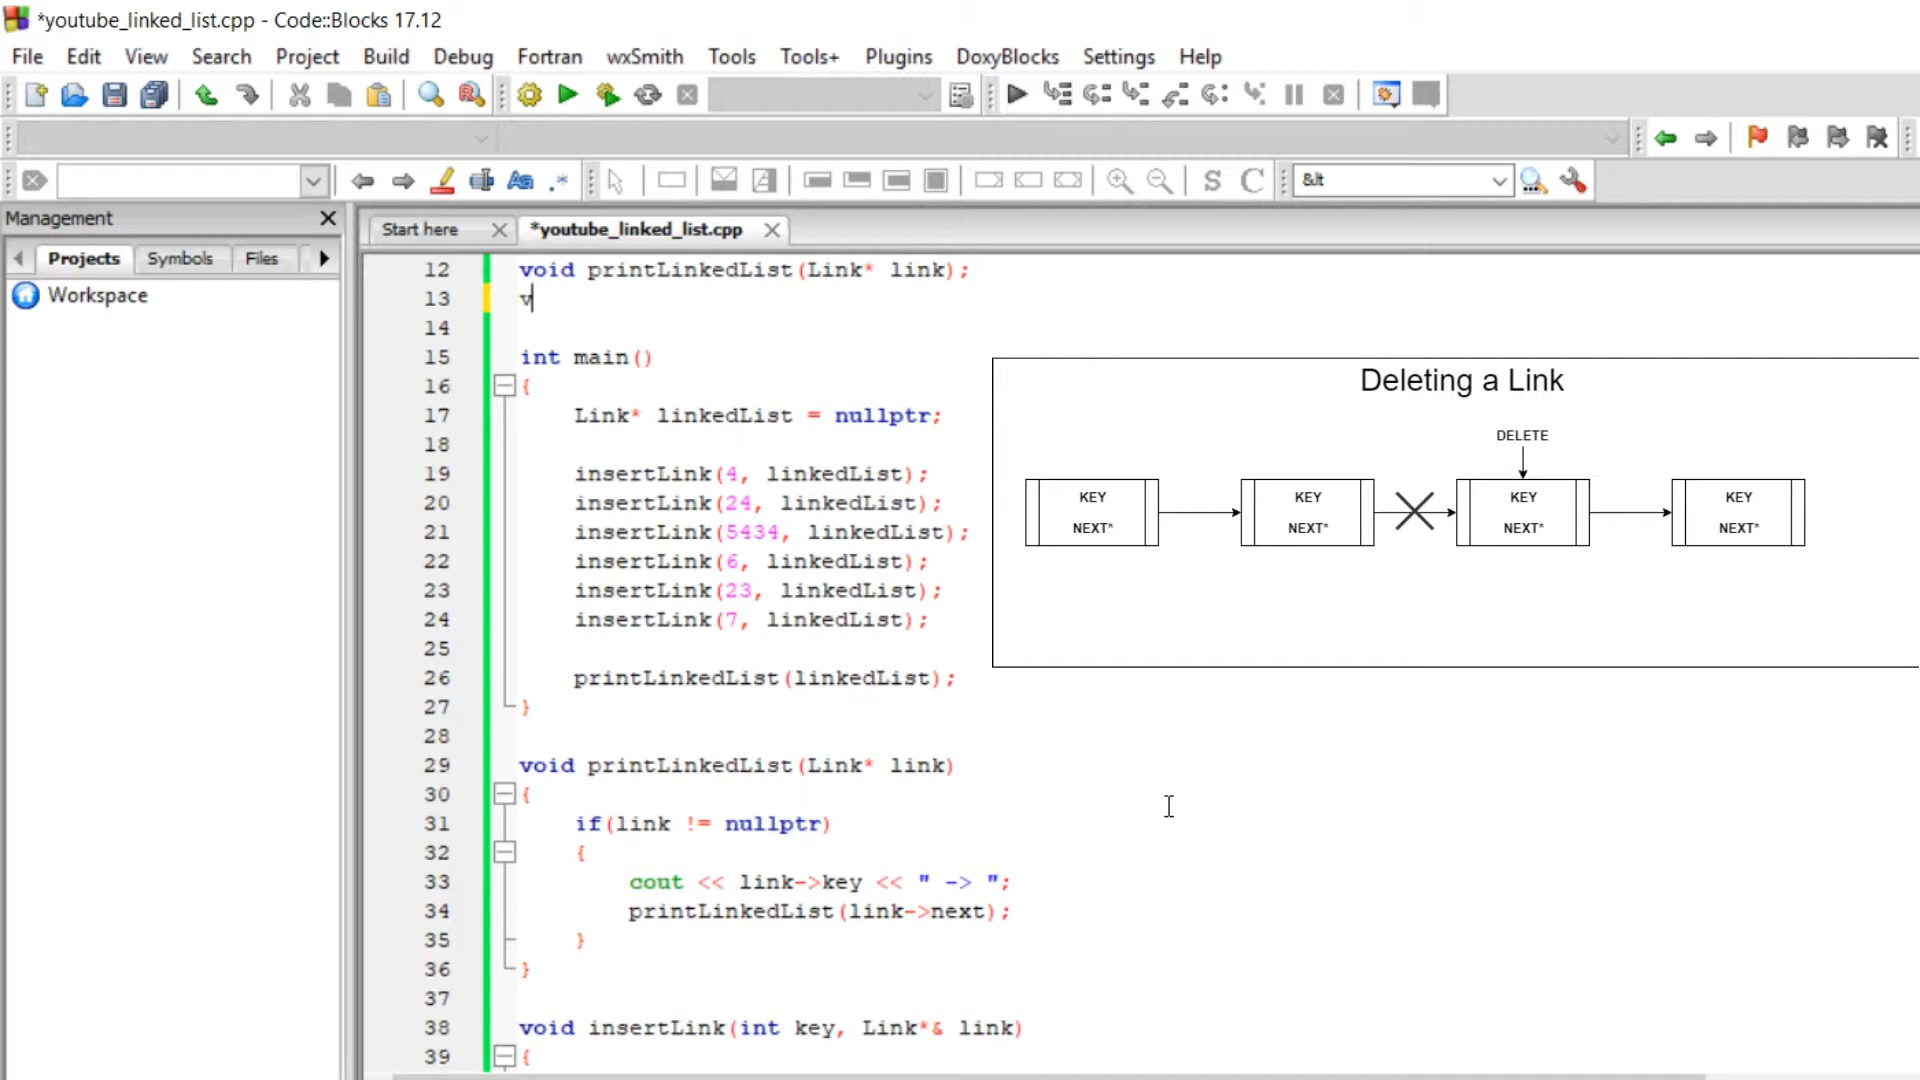 *youtube_linked_list.cpp - Code::Blocks 17.12
File Edit View Search Project Build Debug Fortran wxSmith Tools Tools+ Plugins DoxyBlocks Settings Help
S C &lt
Management
Start here *youtube_linked_list.cpp
Projects Symbols Files
Workspace
12 void printLinkedList(Link* link);
13 v
14
15 int main()
16 {
17 Link* linkedList = nullptr;
18
19 insertLink(4, linkedList);
20 insertLink(24, linkedList);
21 insertLink(5434, linkedList);
22 insertLink(6, linkedList);
23 insertLink(23, linkedList);
24 insertLink(7, linkedList);
25
26 printLinkedList(linkedList);
27 }
28
29 void printLinkedList(Link* link)
30 {
31 if(link != nullptr)
32 {
33 cout << link->key << " -> ";
34 printLinkedList(link->next);
35 }
36 }
37
38 void insertLink(int key, Link*& link)
39 {
Deleting a Link
DELETE
KEY KEY KEY KEY
NEXT* NEXT* NEXT* NEXT*